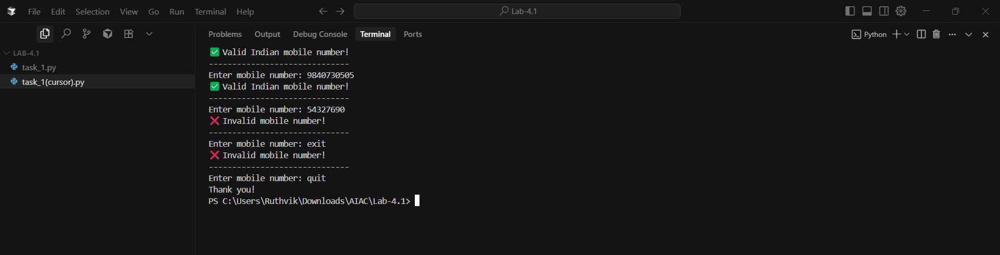 File Edit Selection View Go Run Terminal Help
Lab-4.1
Problems Output Debug Console Terminal Ports
Python
LAB-4.1
task_1.py
task_1(cursor).py
✅ Valid Indian mobile number!
------------------------------
Enter mobile number: 9840730505
✅ Valid Indian mobile number!
------------------------------
Enter mobile number: 54327690
❌ Invalid mobile number!
------------------------------
Enter mobile number: exit
❌ Invalid mobile number!
------------------------------
Enter mobile number: quit
Thank you!
PS C:\Users\Ruthvik\Downloads\AIAC\Lab-4.1>